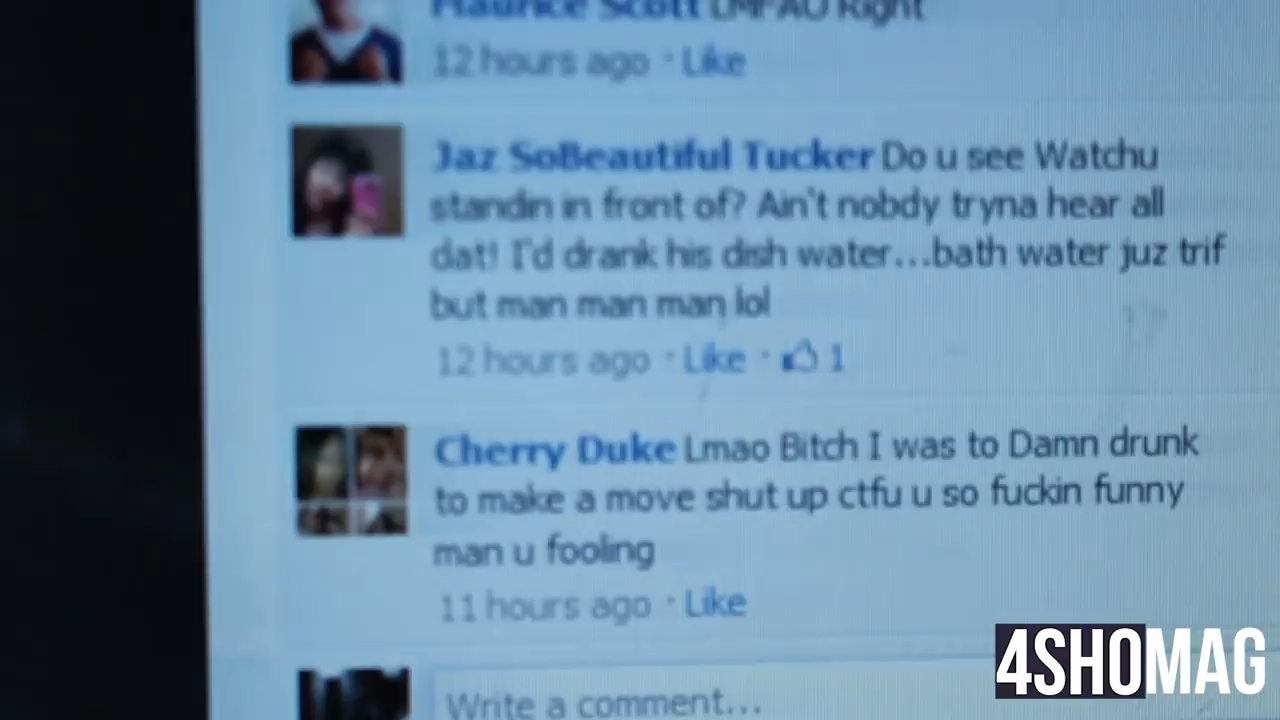 Maurice Scott LMFAO Right
12 hours ago · Like
Jaz SoBeautiful Tucker Do u see Watchu
standin in front of? Ain't nobdy tryna hear all
dat! I'd drank his dish water...bath water juz trif
but man man man lol
12 hours ago · Like · 1
Cherry Duke Lmao Bitch I was to Damn drunk
to make a move shut up ctfu u so fuckin funny
man u fooling
11 hours ago · Like
Write a comment...
4SHOMAG